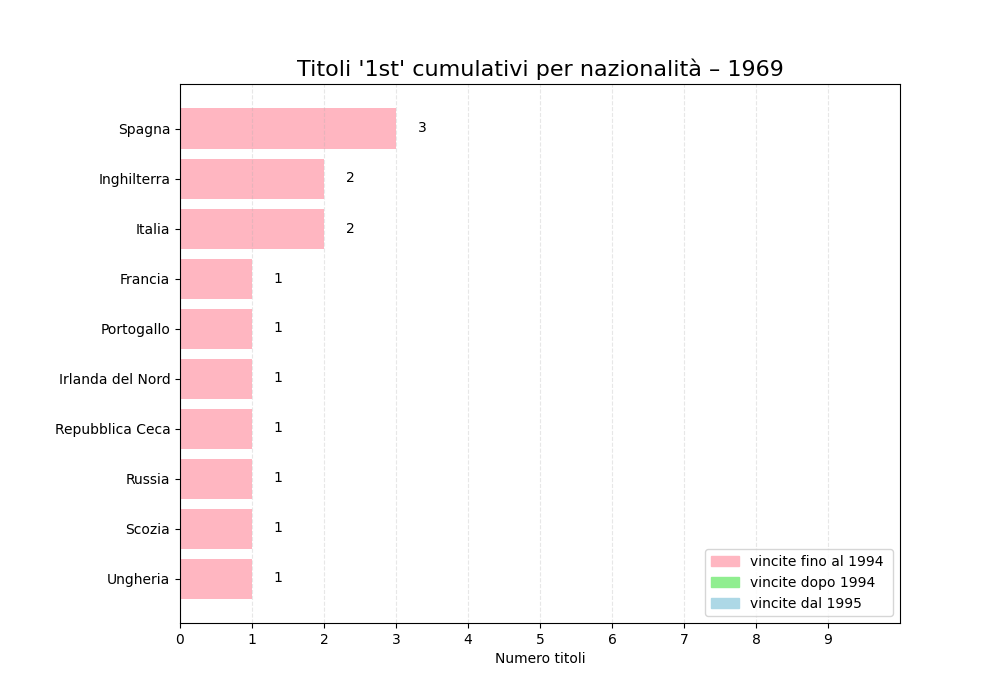 Titoli '1st' cumulativi per nazionalità – 1969
Spagna 3
Inghilterra 2
Italia 2
Francia 1
Portogallo 1
Irlanda del Nord 1
Repubblica Ceca 1
Russia 1
Scozia 1
Ungheria 1
vincite fino al 1994
vincite dopo 1994
vincite dal 1995
0 1 2 3 4 5 6 7 8 9
Numero titoli